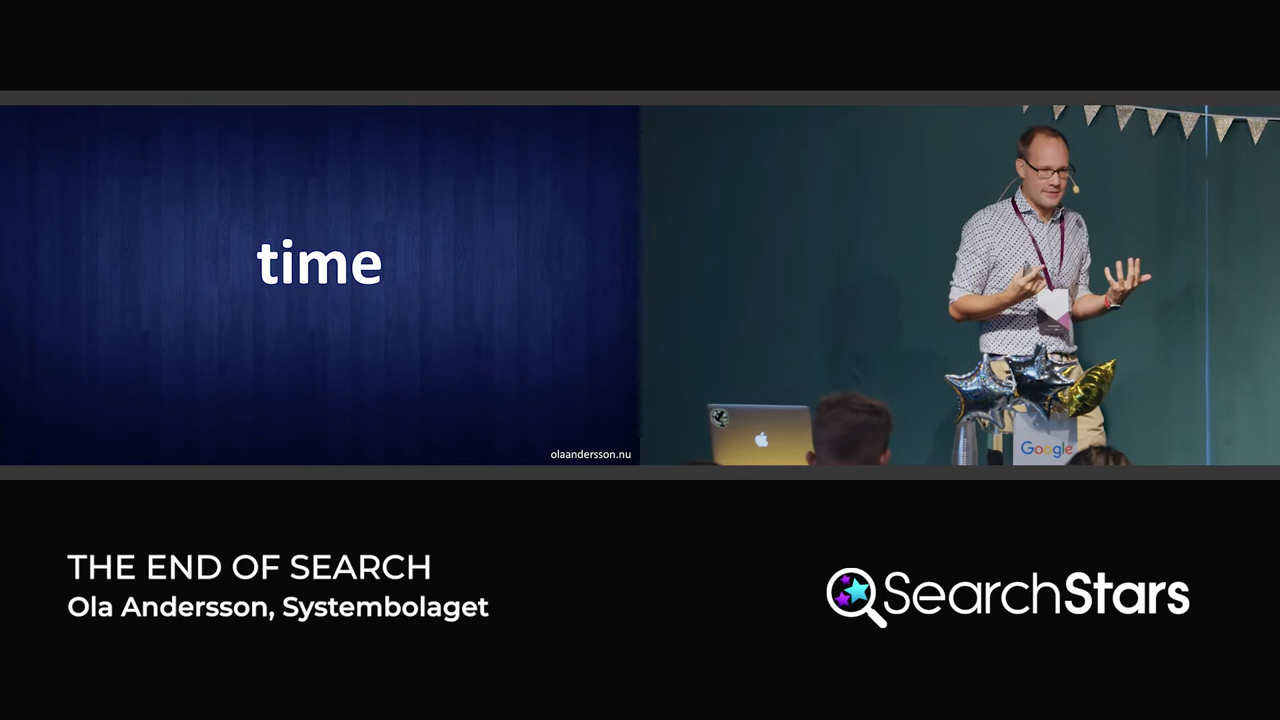 time
olaandersson.nu
Google
THE END OF SEARCH
Ola Andersson, Systembolaget
SearchStars